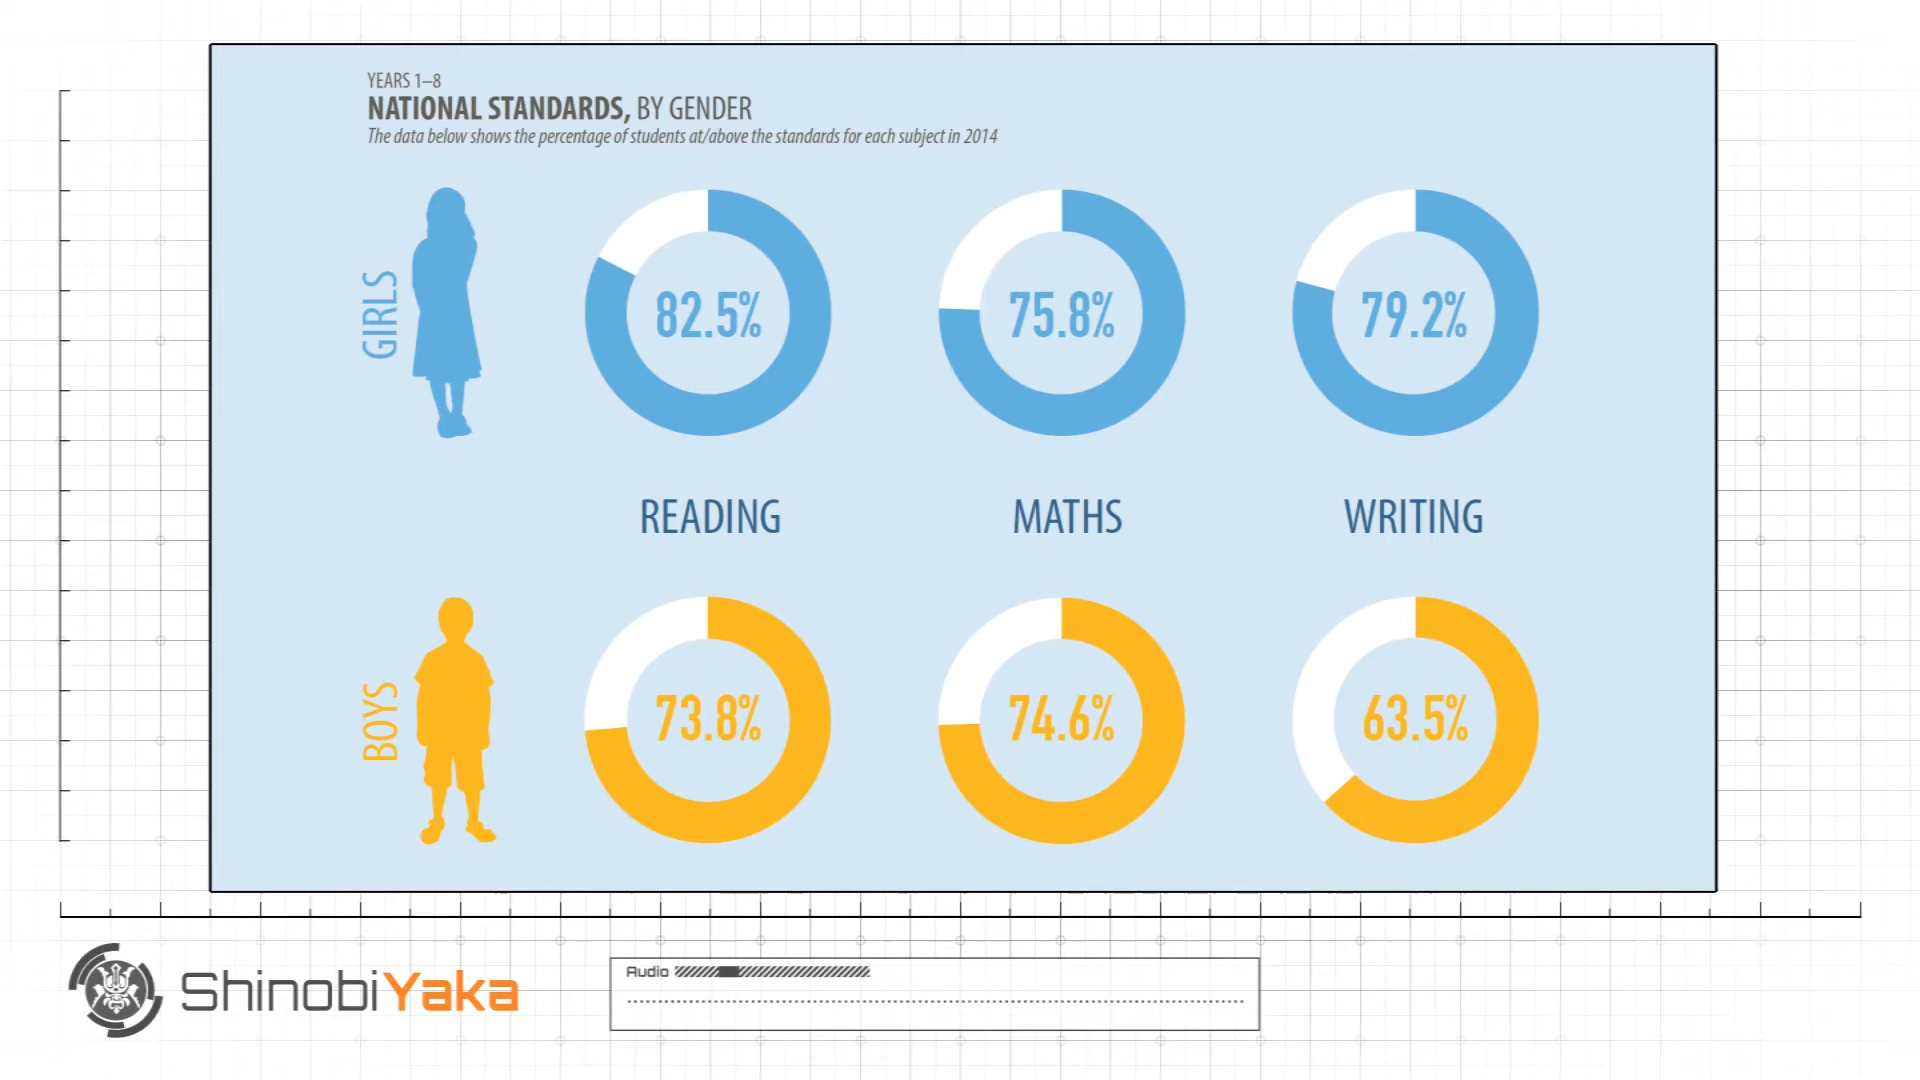 YEARS 1–8
NATIONAL STANDARDS, BY GENDER
The data below shows the percentage of students at/above the standards for each subject in 2014
GIRLS
82.5%
75.8%
79.2%
READING
MATHS
WRITING
BOYS
73.8%
74.6%
63.5%
ShinobiYaka
Audio